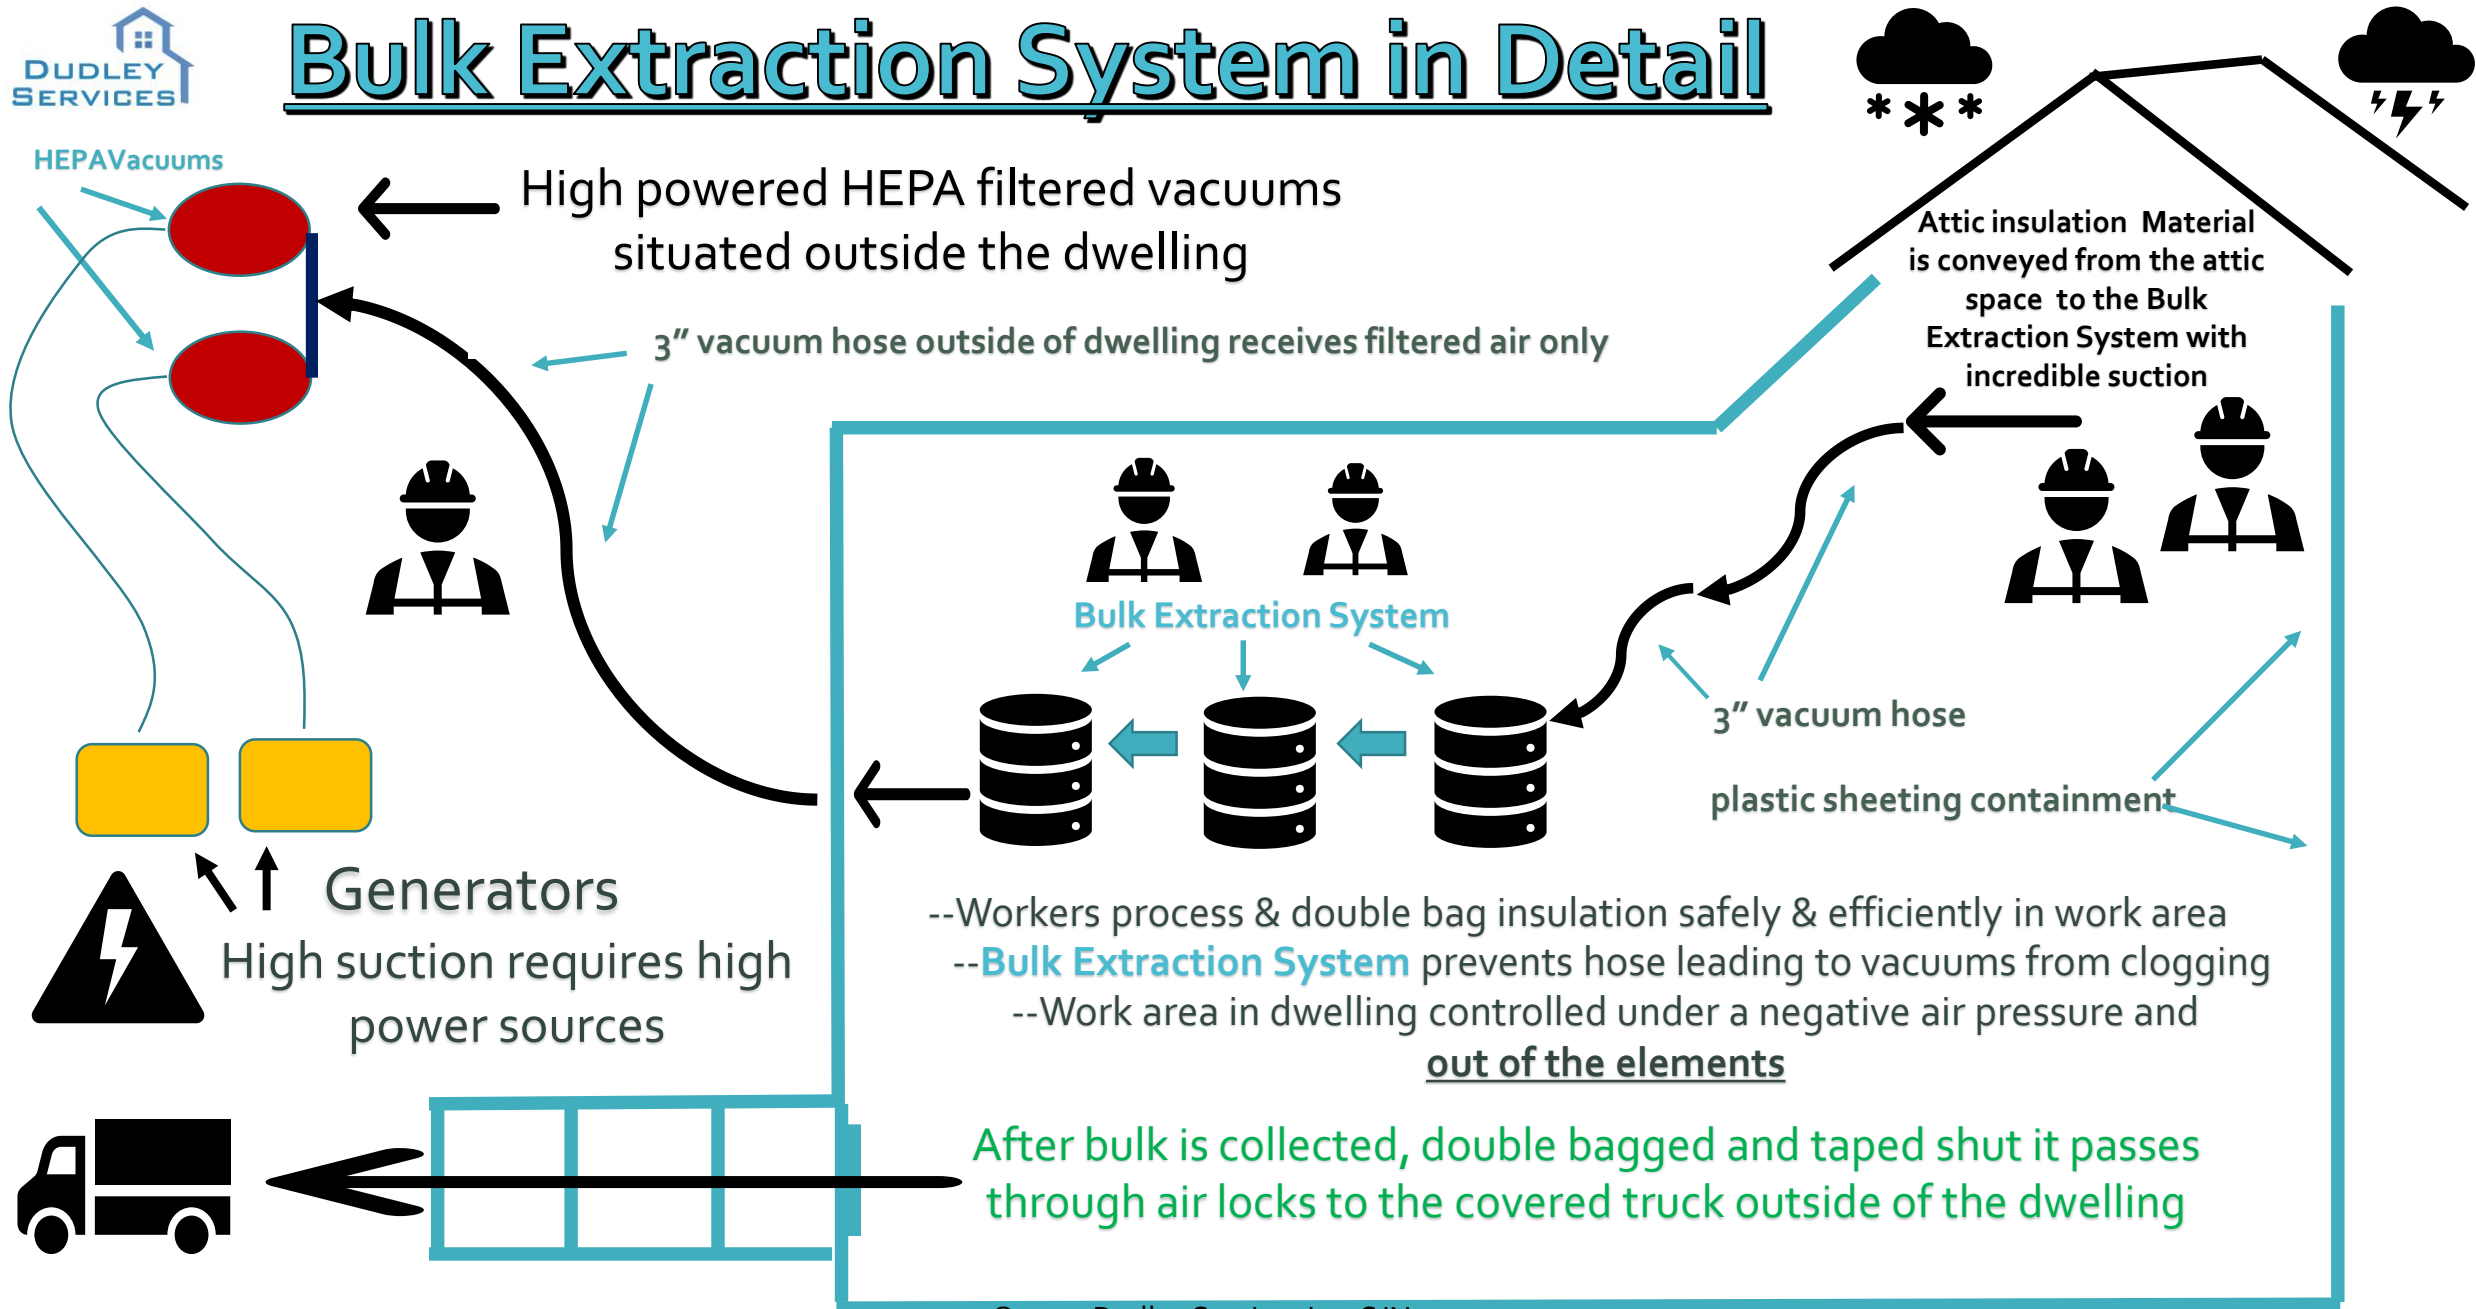 DUDLEY
SERVICES
Bulk Extraction System in Detail
HEPAVacuums
High powered HEPA filtered vacuums
situated outside the dwelling
3" vacuum hose outside of dwelling receives filtered air only
Attic insulation Material
is conveyed from the attic
space to the Bulk
Extraction System with
incredible suction
Bulk Extraction System
3" vacuum hose
plastic sheeting containment
Generators
High suction requires high
power sources
--Workers process & double bag insulation safely & efficiently in work area
--Bulk Extraction System prevents hose leading to vacuums from clogging
--Work area in dwelling controlled under a negative air pressure and
out of the elements
After bulk is collected, double bagged and taped shut it passes
through air locks to the covered truck outside of the dwelling